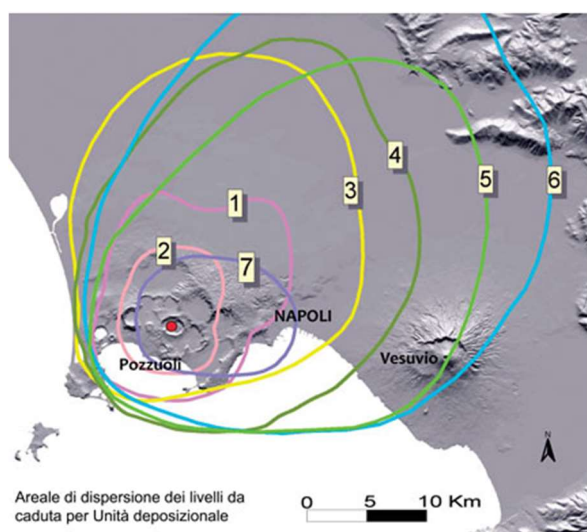 4
1
3
5
6
2
7
NAPOLI
Pozzuoli
Vesuvio
N
Areale di dispersione dei livelli da
caduta per Unità deposizionale
0 5 10 Km